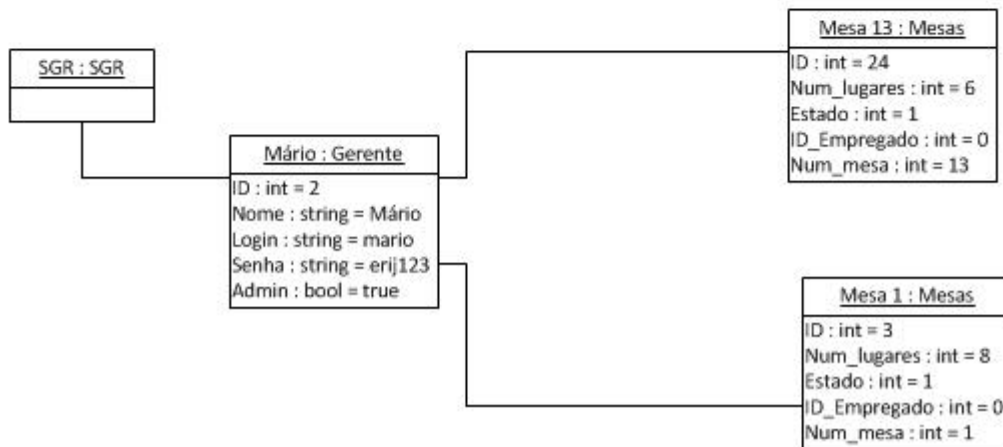 SGR : SGR
Mário : Gerente
ID : int = 2
Nome : string = Mário
Login : string = mario
Senha : string = erij123
Admin : bool = true
Mesa 13 : Mesas
ID : int = 24
Num_lugares : int = 6
Estado : int = 1
ID_Empregado : int = 0
Num_mesa : int = 13
Mesa 1 : Mesas
ID : int = 3
Num_lugares : int = 8
Estado : int = 1
ID_Empregado : int = 0
Num_mesa : int = 1